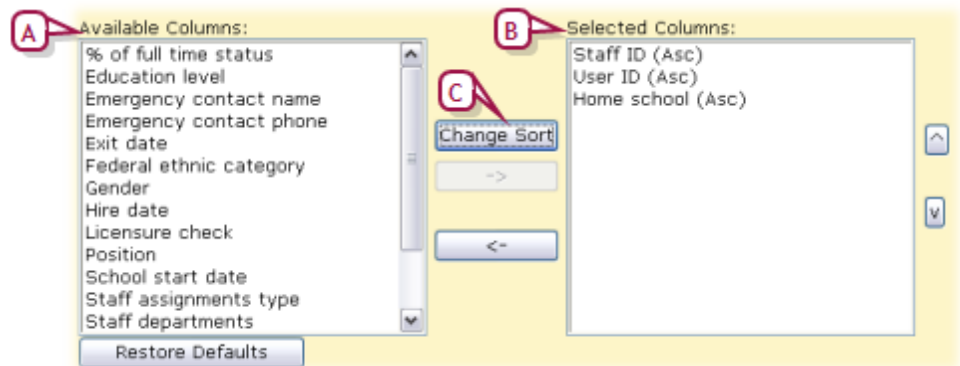 A
Available Columns:
% of full time status
Education level
Emergency contact name
Emergency contact phone
Exit date
Federal ethnic category
Gender
Hire date
Licensure check
Position
School start date
Staff assignments type
Staff departments
Restore Defaults
C
Change Sort
->
<-
B
Selected Columns:
Staff ID (Asc)
User ID (Asc)
Home school (Asc)
^
v